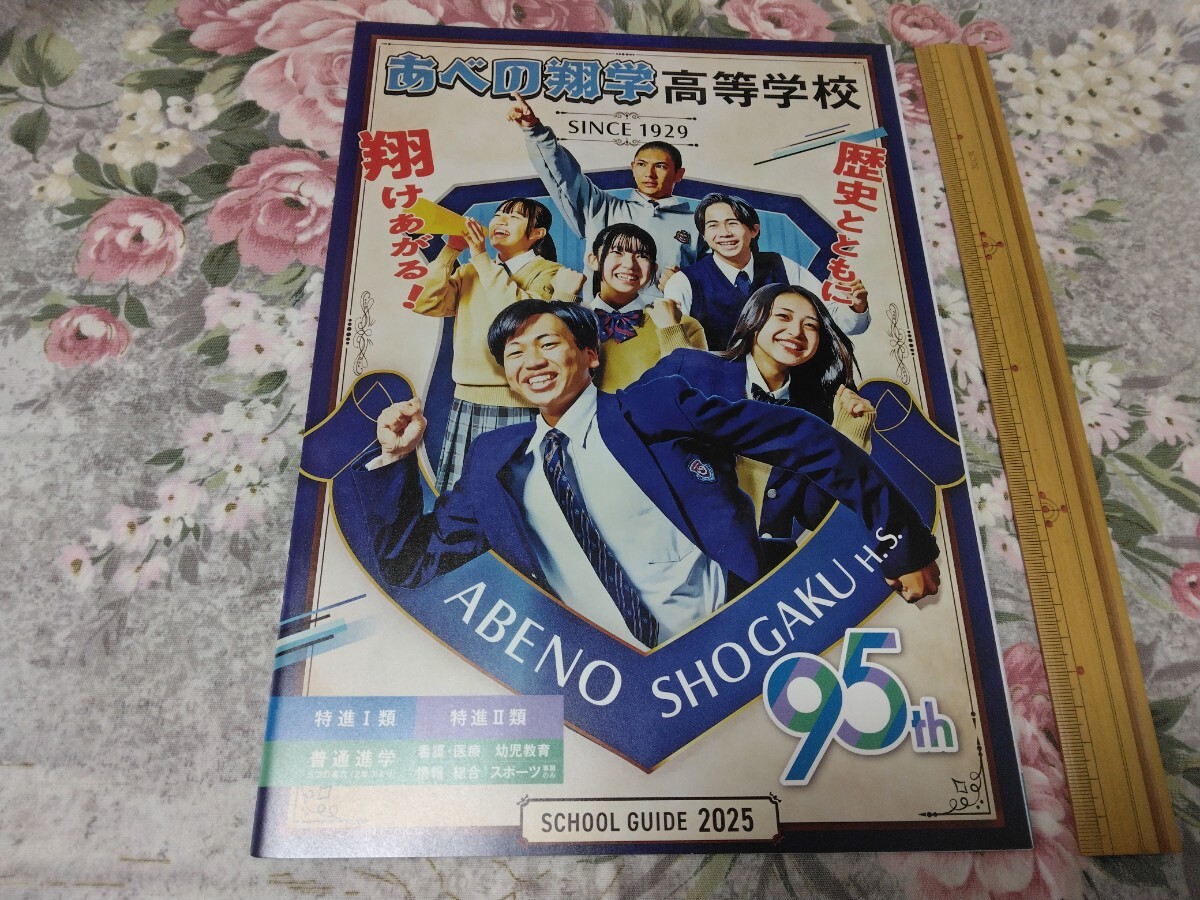 あべの翔学高等学校
SINCE 1929
歴史とともに
翔けあがる!
ABENO SHOGAKU H.S.
95th
特進Ⅰ類 特進Ⅱ類
普通進学
看護・医療 幼児教育
情報 総合 スポーツ
SCHOOL GUIDE 2025